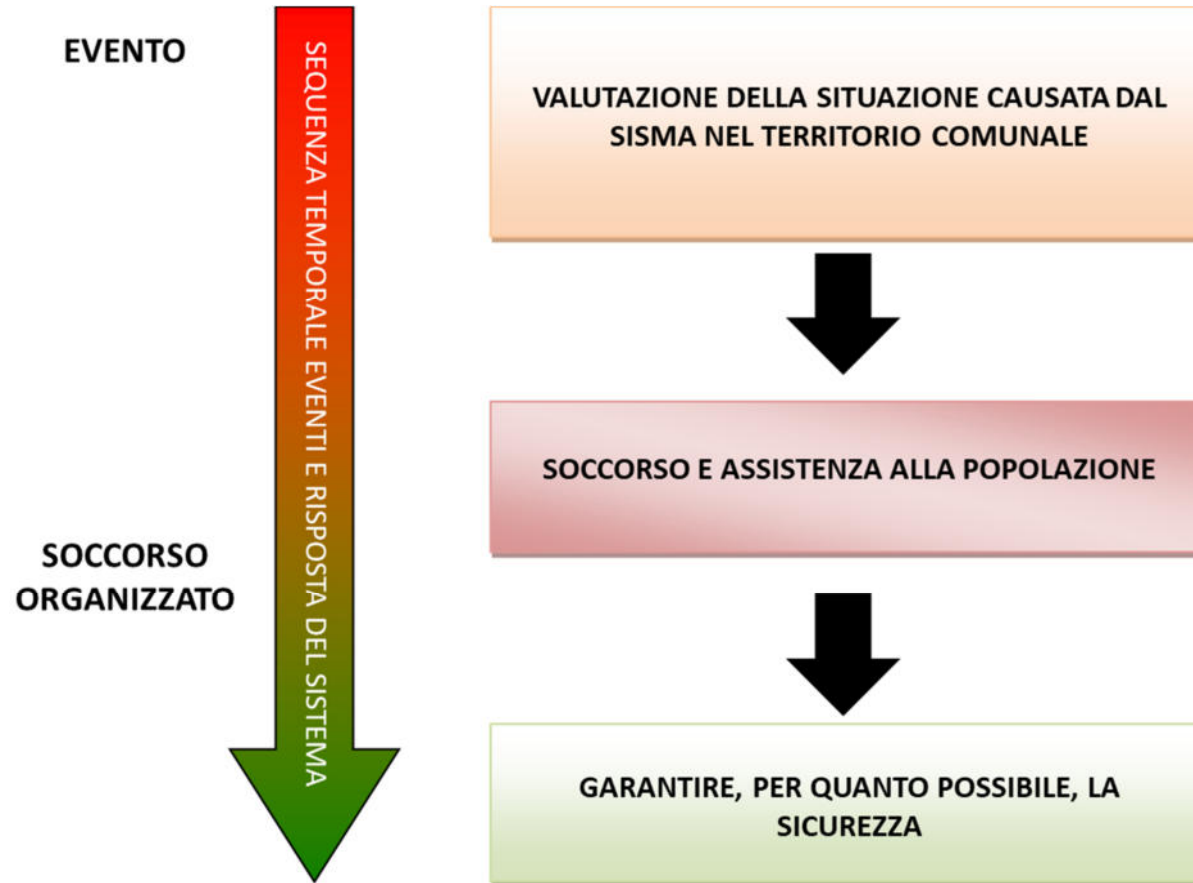 EVENTO
SEQUENZA TEMPORALE EVENTI E RISPOSTA DEL SISTEMA
VALUTAZIONE DELLA SITUAZIONE CAUSATA DAL
SISMA NEL TERRITORIO COMUNALE
SOCCORSO E ASSISTENZA ALLA POPOLAZIONE
SOCCORSO
ORGANIZZATO
GARANTIRE, PER QUANTO POSSIBILE, LA
SICUREZZA